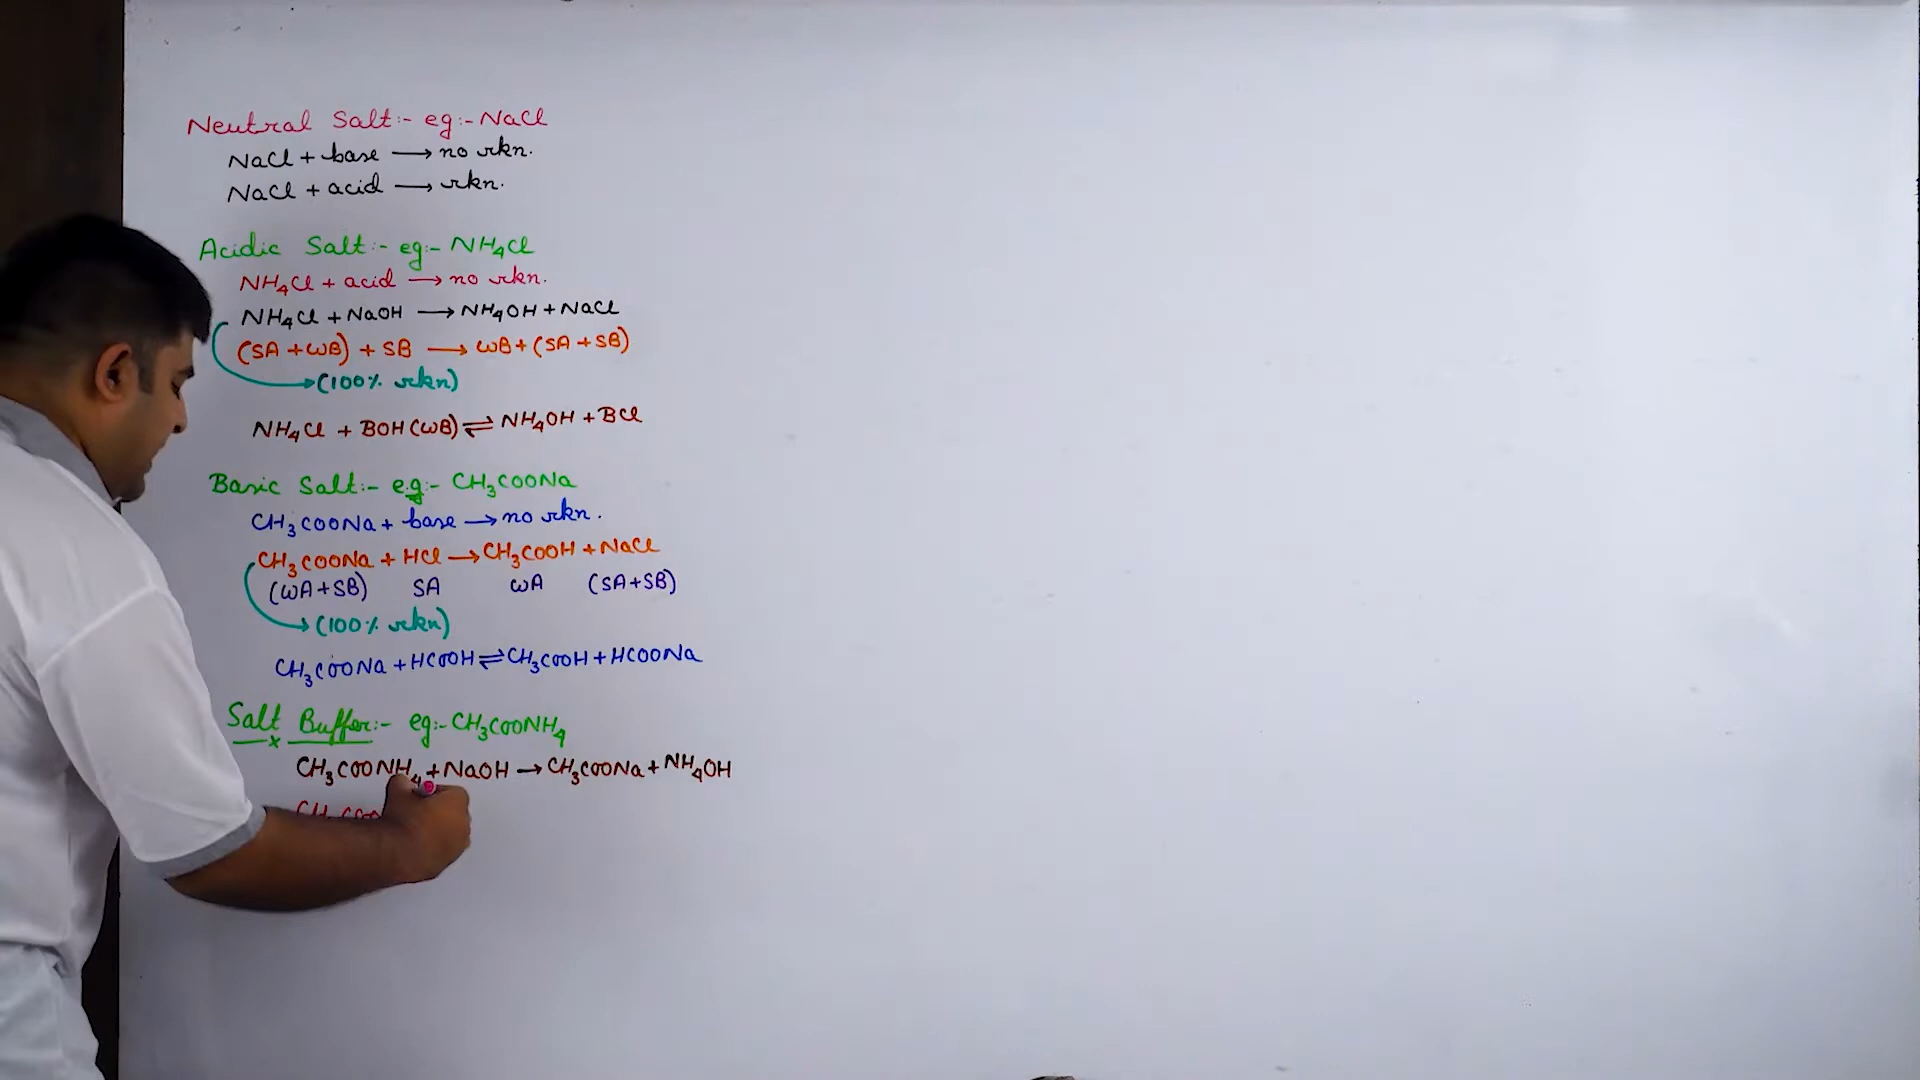 Neutral Salt:- eg:- NaCl
NaCl + base ⟶ no rkn.
NaCl + acid ⟶ rkn.
Acidic Salt:- eg:- NH₄Cl
NH₄Cl + acid ⟶ no rkn.
NH₄Cl + NaOH ⟶ NH₄OH + NaCl
(SA + WB) + SB ⟶ WB + (SA + SB)
(100% rkn)
NH₄Cl + BOH (WB) ⇌ NH₄OH + BCl
Basic Salt:- e.g:- CH₃COONa
CH₃COONa + base ⟶ no rkn.
CH₃COONa + HCl ⟶ CH₃COOH + NaCl
(WA+SB) SA WA (SA+SB)
(100% rkn)
CH₃COONa + HCOOH ⇌ CH₃COOH + HCOONa
Salt Buffer:- eg:- CH₃COONH₄
CH₃COONH₄ + NaOH ⟶ CH₃COONa + NH₄OH
CH₃COO